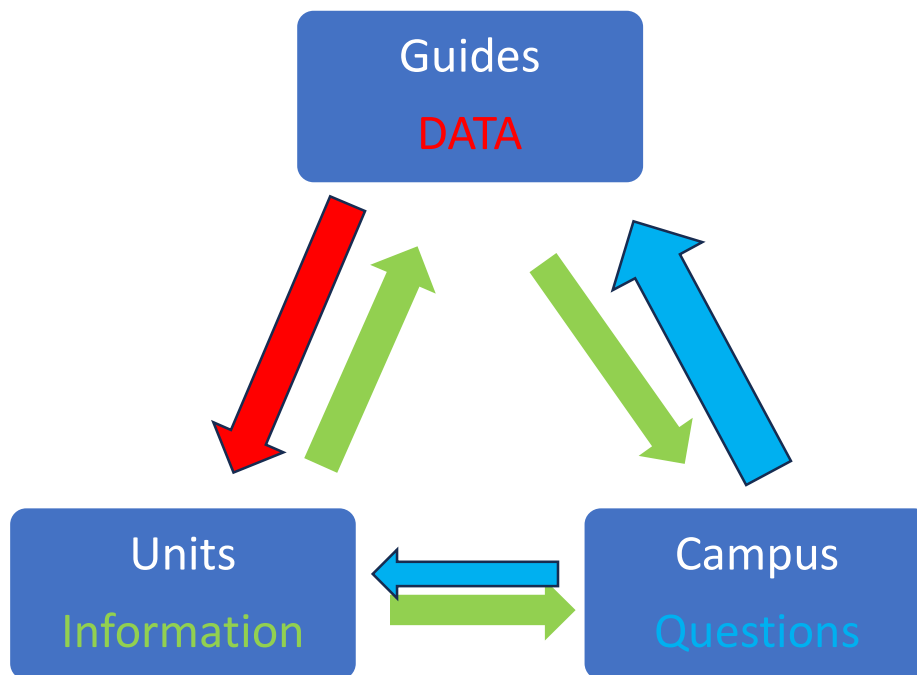 Guides
DATA
Units
Information
Campus
Questions